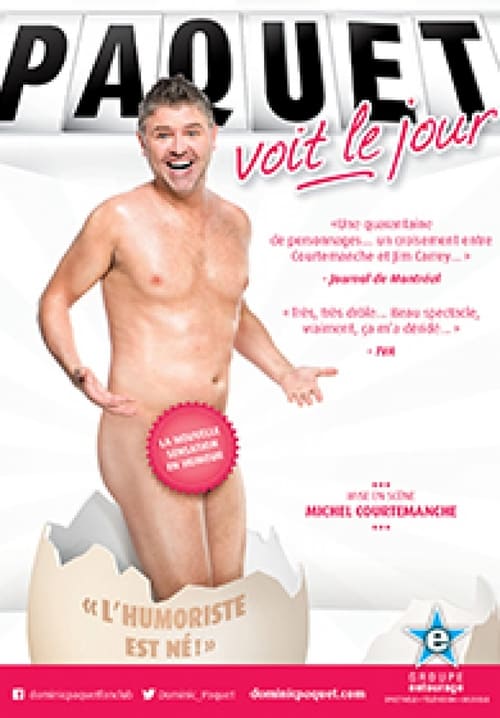 PAQUET
voit le jour
«Une quarantaine
de personnages... un croisement entre
Courtemanche et Jim Carrey...»
- Journal de Montréal
«Très, très drôle... Beau spectacle,
vraiment, ça m'a déridé...»
- TVA
LA NOUVELLE
SENSATION
EN HUMOUR
MISE EN SCÈNE
MICHEL COURTEMANCHE
«L'HUMORISTE
EST NÉ!»
e
GROUPE
entourage
dominicpaquetfanclub
Dominic_Paquet
dominicpaquet.com